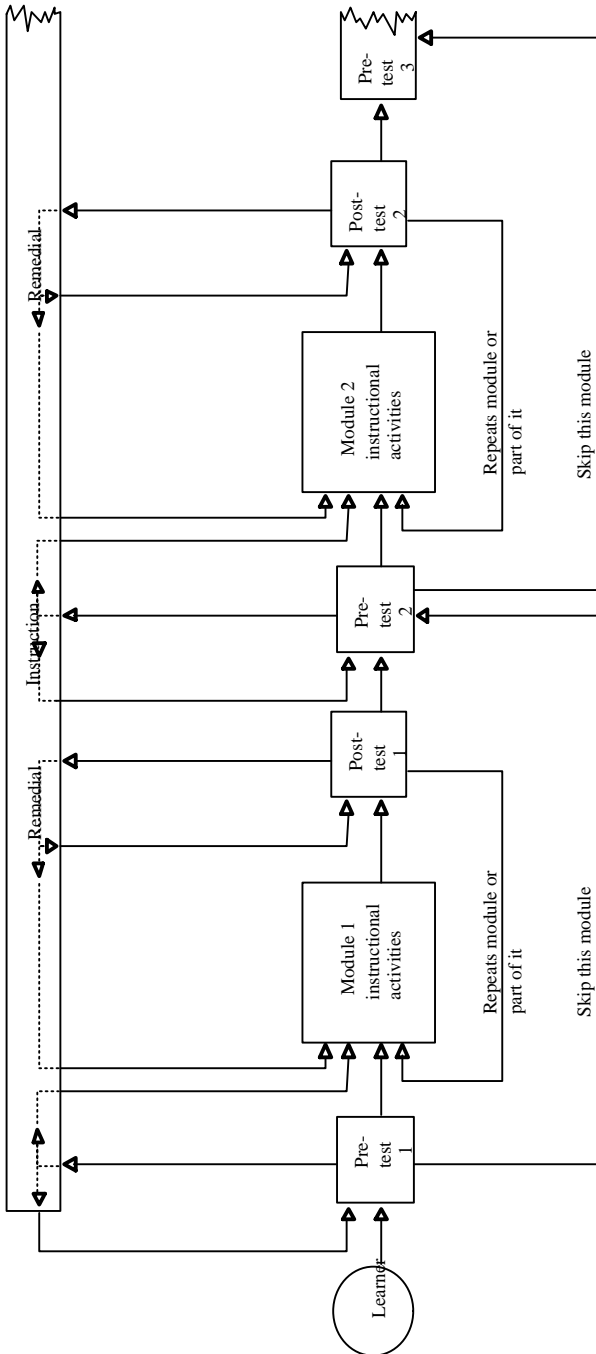 Remedial
Instruction
Remedial
Learner
Pre-
test
1
Module 1
instructional
activities
Post-
test
1
Pre-
test
2
Module 2
instructional
activities
Post-
test
2
Pre-
test
3
Repeats module or
part of it
Repeats module or
part of it
Skip this module
Skip this module